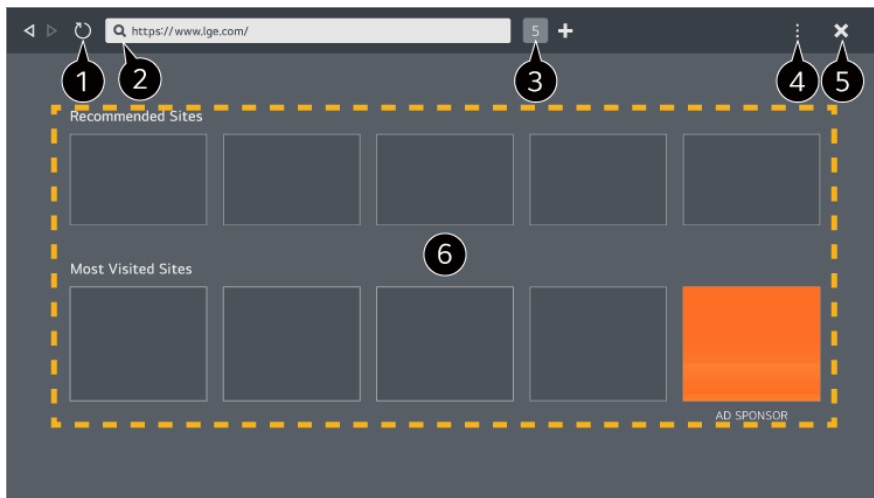 https://www.lge.com/ 5
1 2 3 4 5
Recommended Sites
6
Most Visited Sites
AD SPONSOR